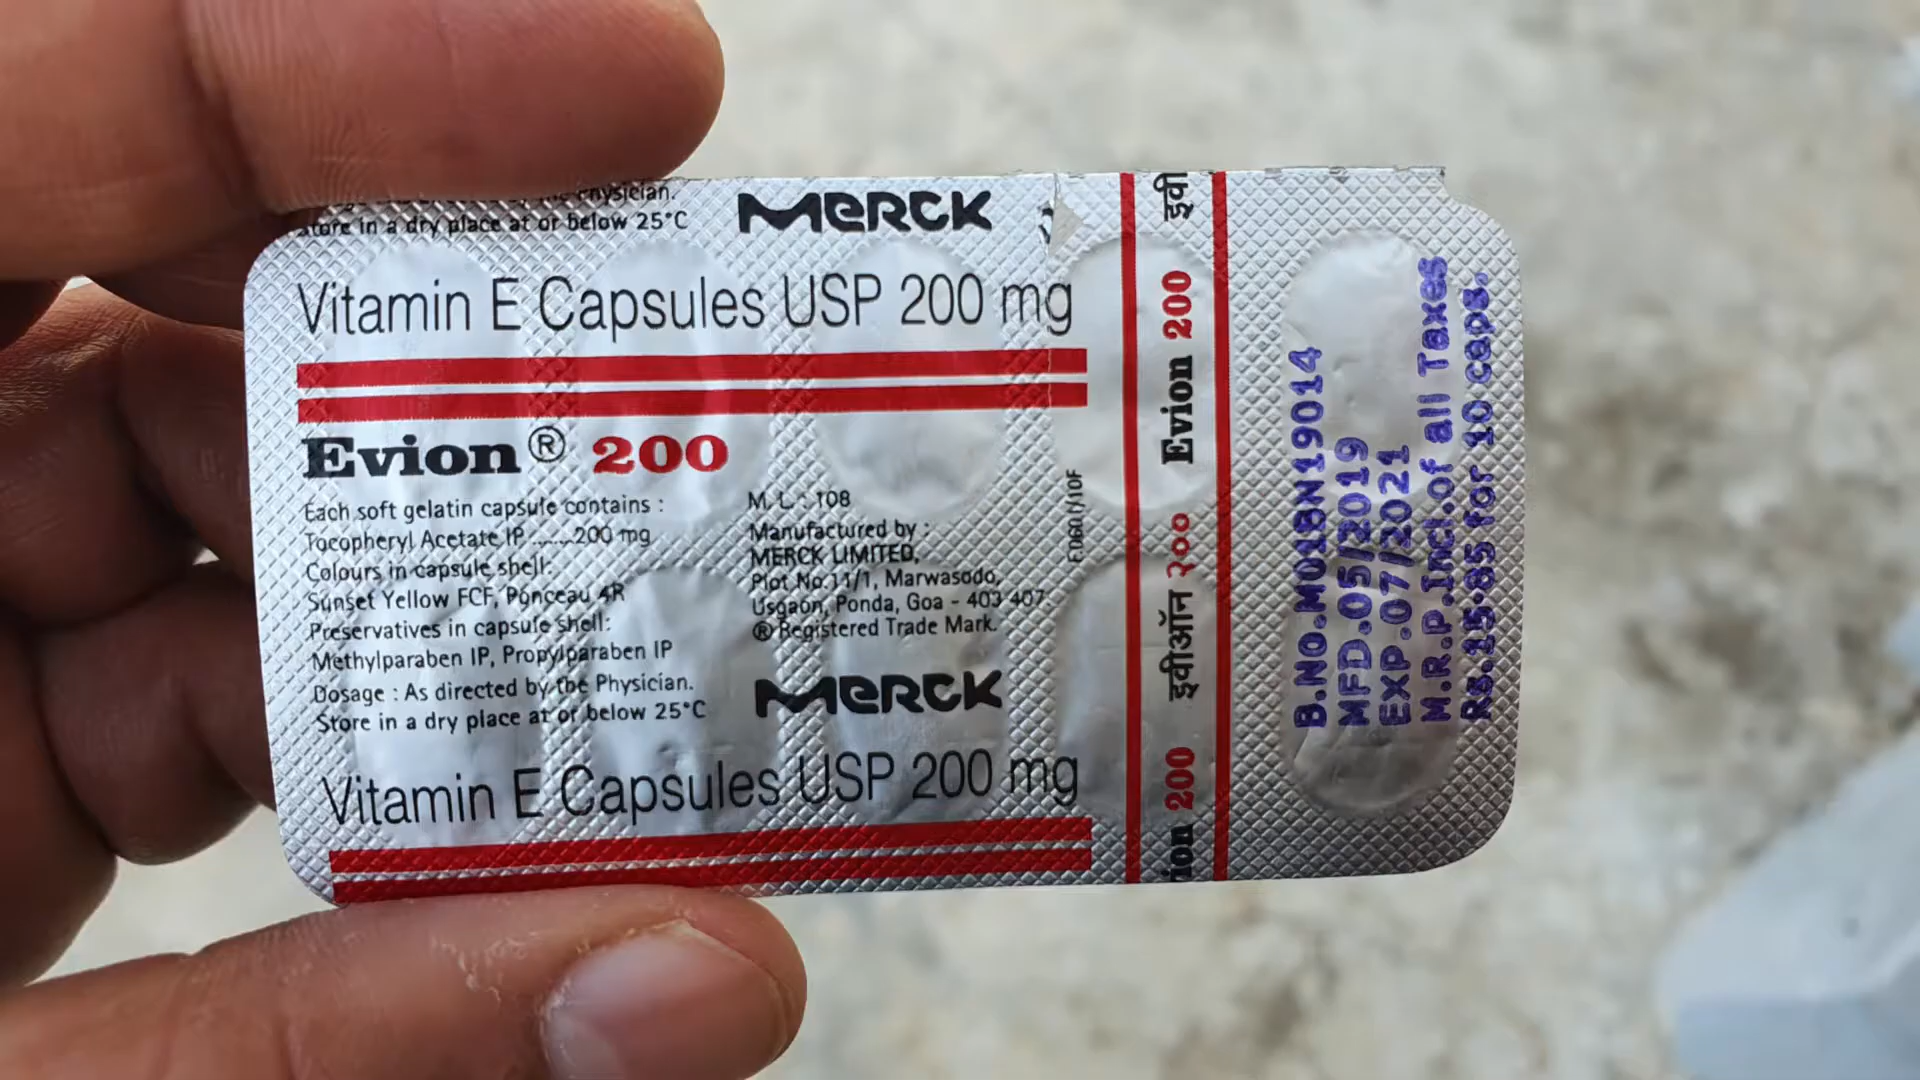 Physician.
Store in a dry place at or below 25°C
MERCK
Vitamin E Capsules USP 200 mg
Evion® 200
Each soft gelatin capsule contains :
Tocopheryl Acetate IP ........200 mg
Colours in capsule shell:
Sunset Yellow FCF, Ponceau 4R
Preservatives in capsule shell:
Methylparaben IP, Propylparaben IP
Dosage : As directed by the Physician.
Store in a dry place at or below 25°C
M. L : 108
Manufactured by :
MERCK LIMITED,
Plot No.11/1, Marwasodo,
Usgaon, Ponda, Goa - 403 407
® Registered Trade Mark.
MERCK
Vitamin E Capsules USP 200 mg
इवी
Evion 200
इवीऑन २००
ion 200
B.No.M01BN19014
MFD.05/2019
EXP.07/2021
M.R.P.Incl.of all Taxes
Rs.15.85 for 10 caps.